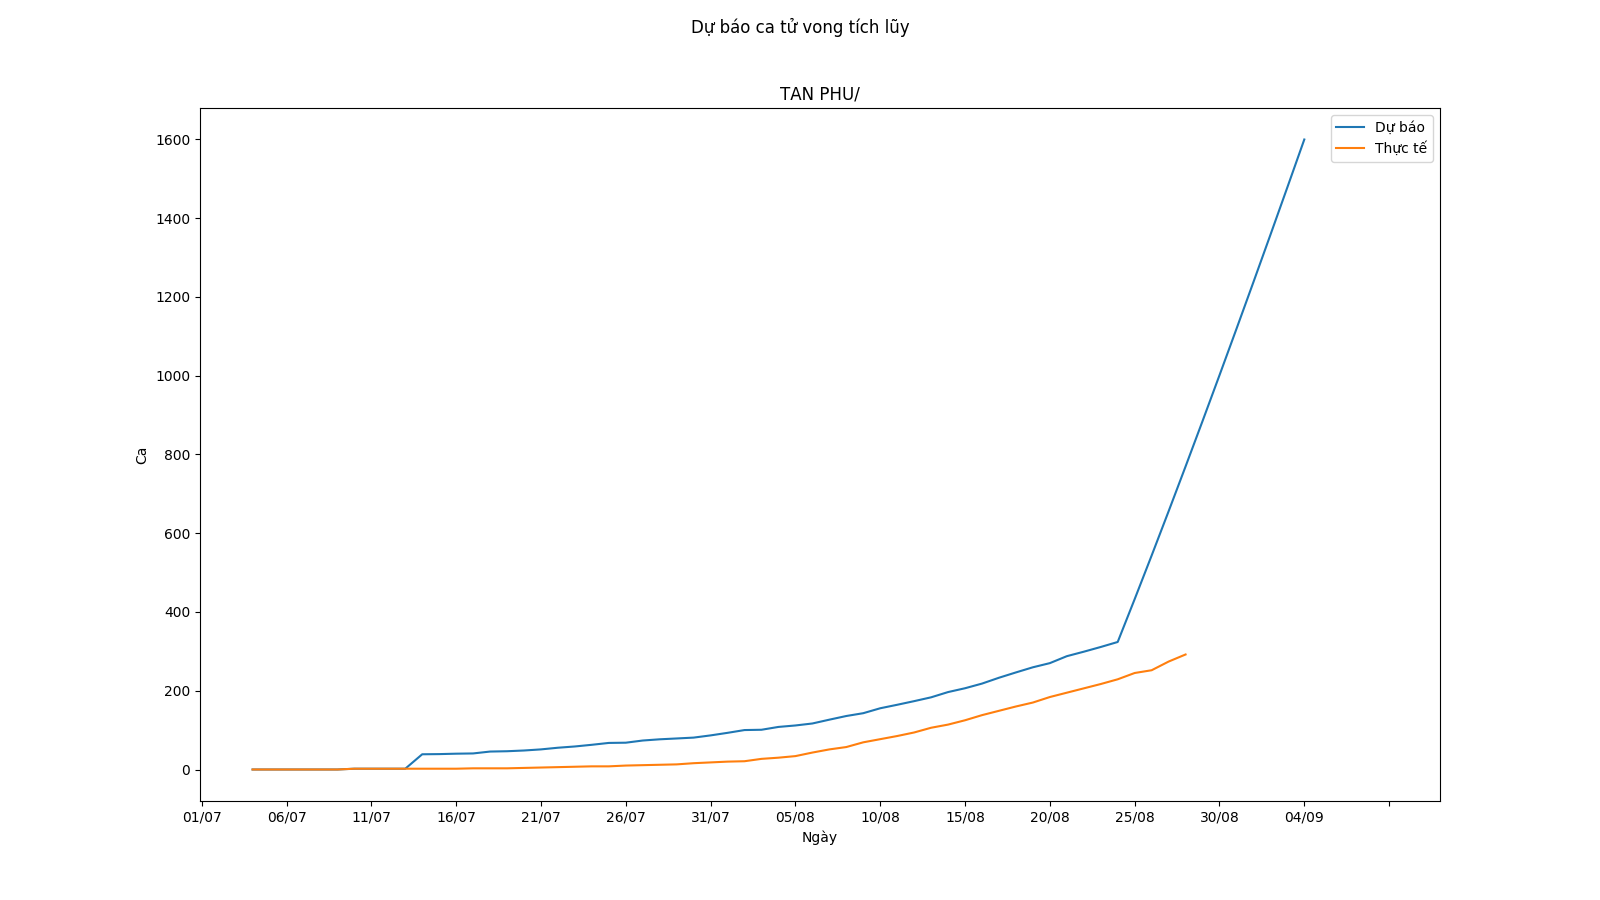 Dự báo ca tử vong tích lũy
TAN PHU/
Dự báo
Thực tế
1600
1400
1200
1000
800
600
400
200
0
Ca
01/07 06/07 11/07 16/07 21/07 26/07 31/07 05/08 10/08 15/08 20/08 25/08 30/08 04/09
Ngày